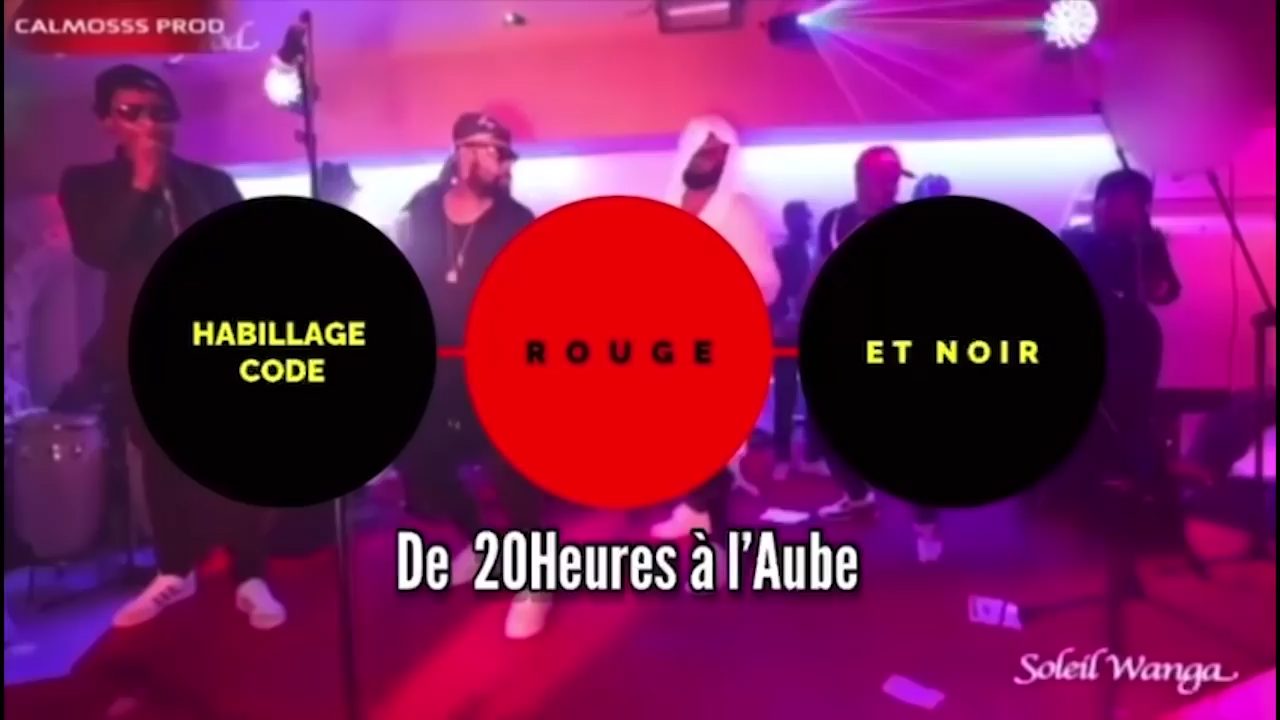 CALMOSSS PROD
HABILLAGE
CODE
ROUGE
ET NOIR
De 20Heures à l'Aube
Soleil Wanga